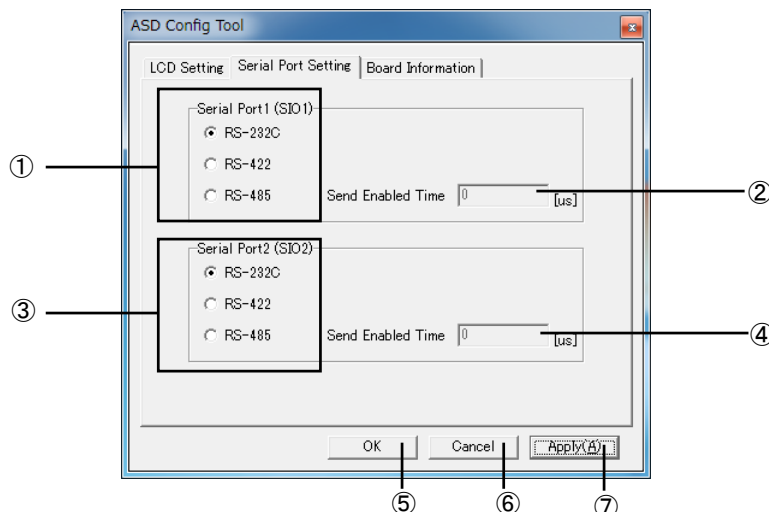 ASD Config Tool
LCD Setting Serial Port Setting Board Information
Serial Port1 (SIO1)
RS-232C
①
RS-422
RS-485 Send Enabled Time 0 [us]
②
Serial Port2 (SIO2)
RS-232C
③
RS-422
RS-485 Send Enabled Time 0 [us]
④
OK Cancel Apply(A)
⑤ ⑥ ⑦